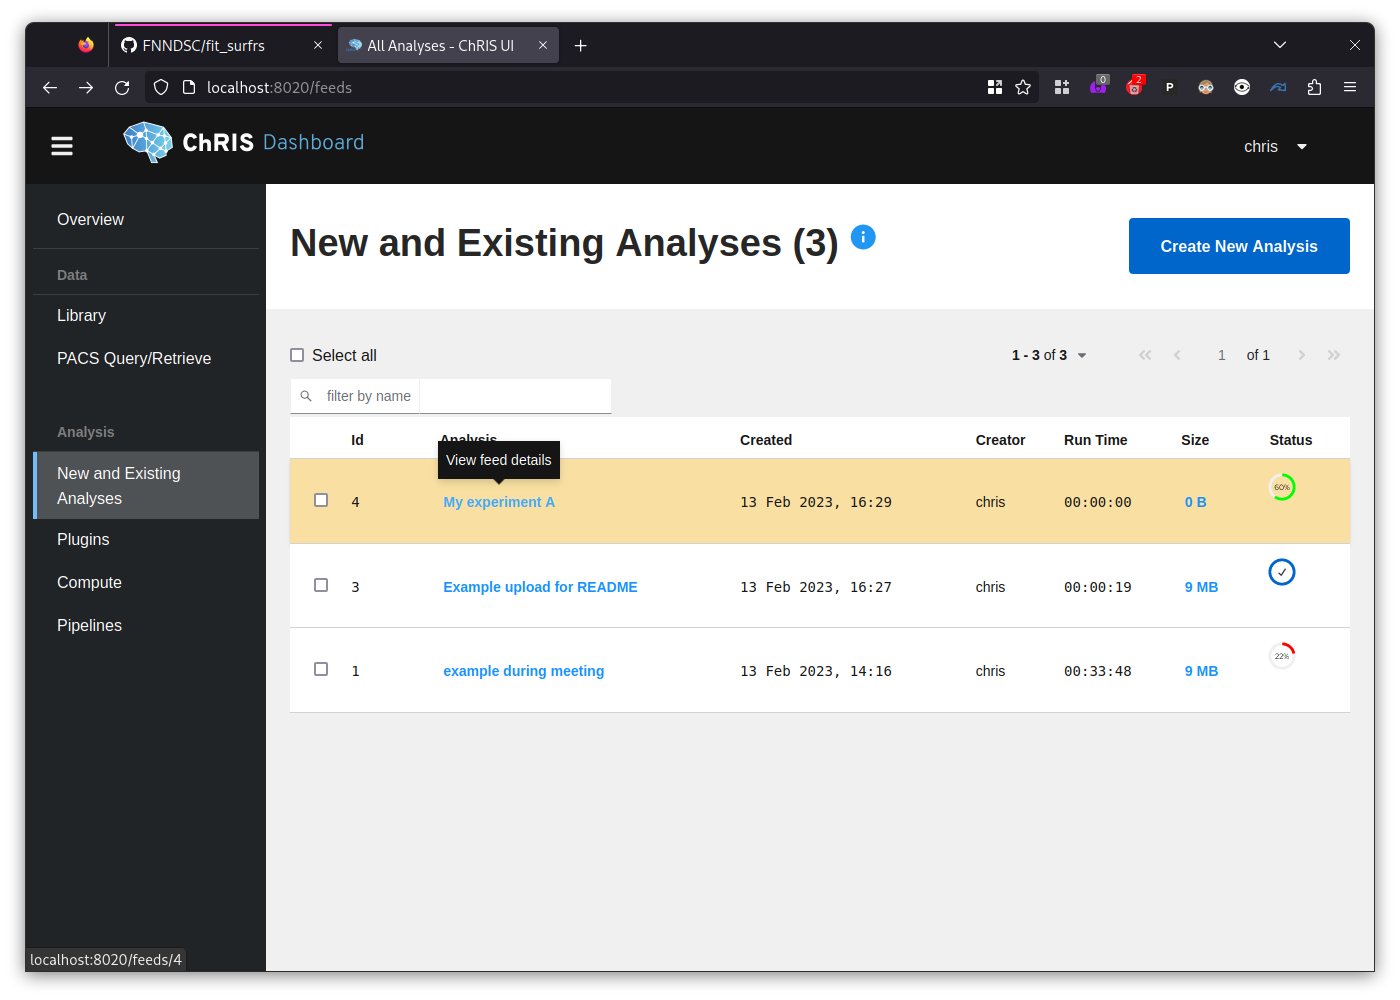 FNNDSC/fit_surfrs
All Analyses - ChRIS UI
localhost:8020/feeds
0
2
P
ChRIS Dashboard
chris
Overview
Data
Library
PACS Query/Retrieve
Analysis
New and Existing
Analyses
Plugins
Compute
Pipelines
New and Existing Analyses (3)
Create New Analysis
Select all
1 - 3 of 3
1 of 1
filter by name
Id Analysis Created Creator Run Time Size Status
View feed details
4 My experiment A 13 Feb 2023, 16:29 chris 00:00:00 0 B 60%
3 Example upload for README 13 Feb 2023, 16:27 chris 00:00:19 9 MB
1 example during meeting 13 Feb 2023, 14:16 chris 00:33:48 9 MB 22%
localhost:8020/feeds/4